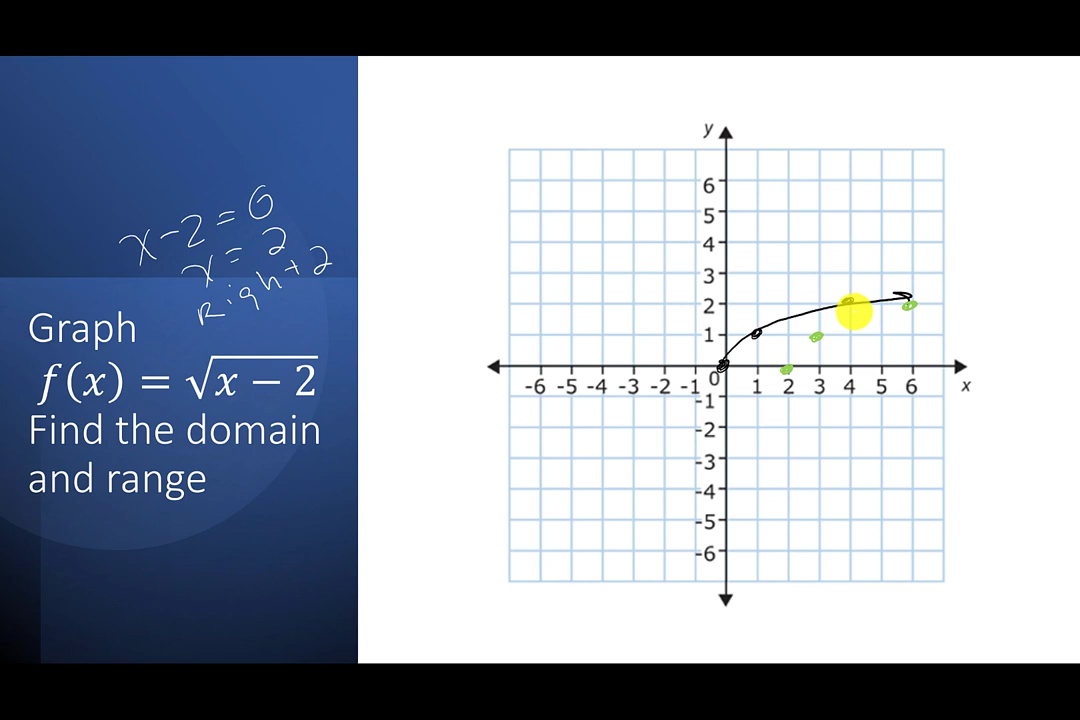 x-2=0
x=2
Right 2
Graph
f(x) = √x − 2
Find the domain
and range
y
6
5
4
3
2
1
-6 -5 -4 -3 -2 -1 0 1 2 3 4 5 6 x
-1
-2
-3
-4
-5
-6